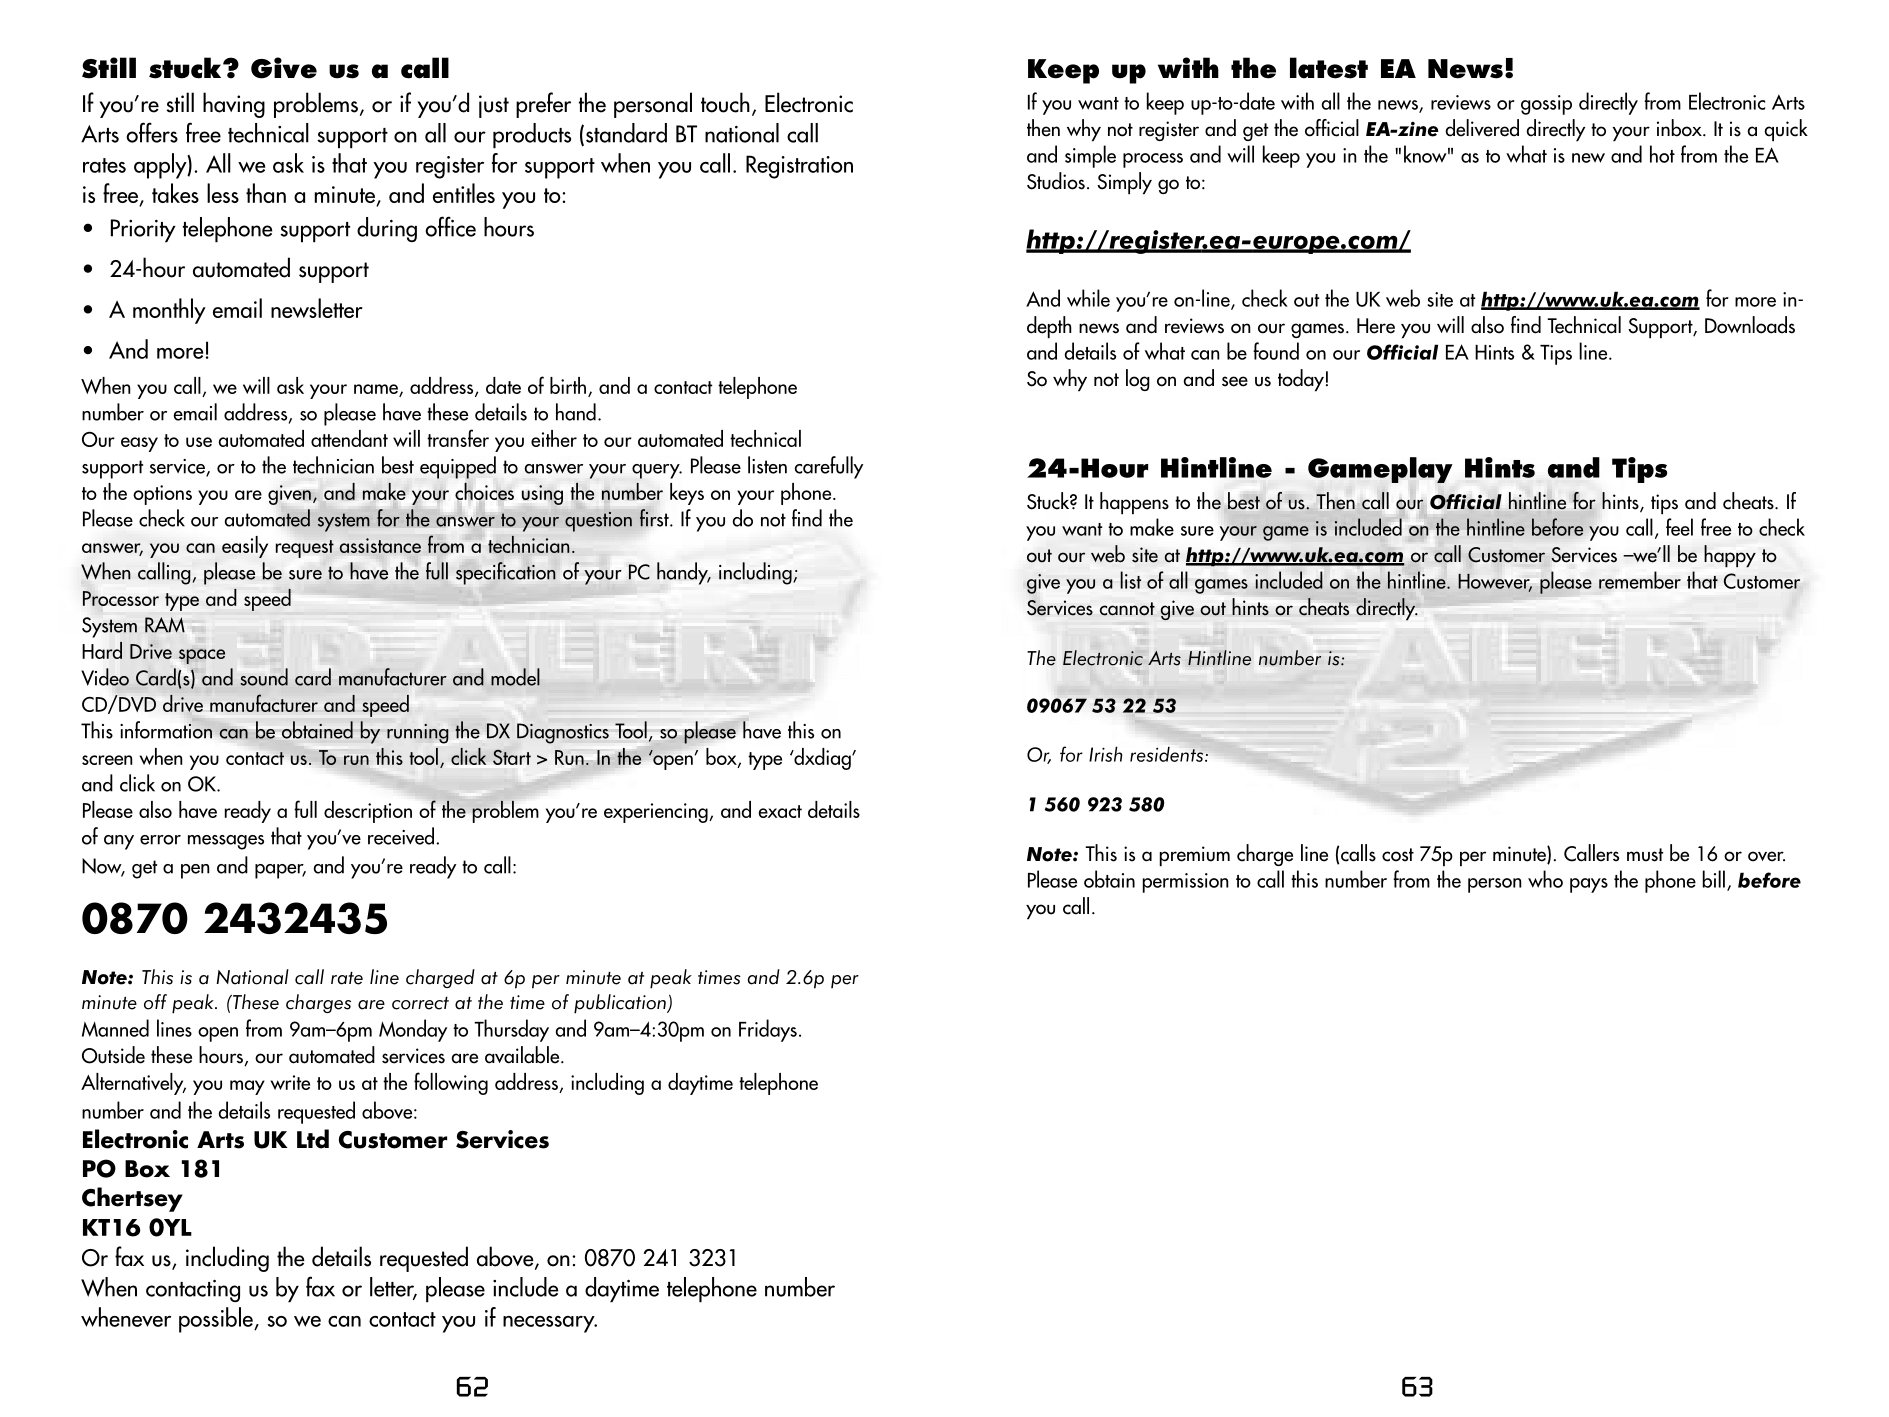 Still stuck? Give us a call
If you’re still having problems, or if you’d just prefer the personal touch, Electronic
Arts offers free technical support on all our products (standard BT national call
rates apply). All we ask is that you register for support when you call. Registration
is free, takes less than a minute, and entitles you to:
• Priority telephone support during office hours
• 24-hour automated support
• A monthly email newsletter
• And more!
When you call, we will ask your name, address, date of birth, and a contact telephone
number or email address, so please have these details to hand.
Our easy to use automated attendant will transfer you either to our automated technical
support service, or to the technician best equipped to answer your query. Please listen carefully
to the options you are given, and make your choices using the number keys on your phone.
Please check our automated system for the answer to your question first. If you do not find the
answer, you can easily request assistance from a technician.
When calling, please be sure to have the full specification of your PC handy, including;
Processor type and speed
System RAM
Hard Drive space
Video Card(s) and sound card manufacturer and model
CD/DVD drive manufacturer and speed
This information can be obtained by running the DX Diagnostics Tool, so please have this on
screen when you contact us. To run this tool, click Start > Run. In the ‘open’ box, type ‘dxdiag’
and click on OK.
Please also have ready a full description of the problem you’re experiencing, and exact details
of any error messages that you’ve received.
Now, get a pen and paper, and you’re ready to call:
0870 2432435
Note: This is a National call rate line charged at 6p per minute at peak times and 2.6p per
minute off peak. (These charges are correct at the time of publication)
Manned lines open from 9am–6pm Monday to Thursday and 9am–4:30pm on Fridays.
Outside these hours, our automated services are available.
Alternatively, you may write to us at the following address, including a daytime telephone
number and the details requested above:
Electronic Arts UK Ltd Customer Services
PO Box 181
Chertsey
KT16 0YL
Or fax us, including the details requested above, on: 0870 241 3231
When contacting us by fax or letter, please include a daytime telephone number
whenever possible, so we can contact you if necessary.
62
Keep up with the latest EA News!
If you want to keep up-to-date with all the news, reviews or gossip directly from Electronic Arts
then why not register and get the official EA-zine delivered directly to your inbox. It is a quick
and simple process and will keep you in the "know" as to what is new and hot from the EA
Studios. Simply go to:
http://register.ea-europe.com/
And while you’re on-line, check out the UK web site at http://www.uk.ea.com for more in-
depth news and reviews on our games. Here you will also find Technical Support, Downloads
and details of what can be found on our Official EA Hints & Tips line.
So why not log on and see us today!
24-Hour Hintline - Gameplay Hints and Tips
Stuck? It happens to the best of us. Then call our Official hintline for hints, tips and cheats. If
you want to make sure your game is included on the hintline before you call, feel free to check
out our web site at http://www.uk.ea.com or call Customer Services –we’ll be happy to
give you a list of all games included on the hintline. However, please remember that Customer
Services cannot give out hints or cheats directly.
The Electronic Arts Hintline number is:
09067 53 22 53
Or, for Irish residents:
1 560 923 580
Note: This is a premium charge line (calls cost 75p per minute). Callers must be 16 or over.
Please obtain permission to call this number from the person who pays the phone bill, before
you call.
63
RED ALERT
2
RED ALERT
2